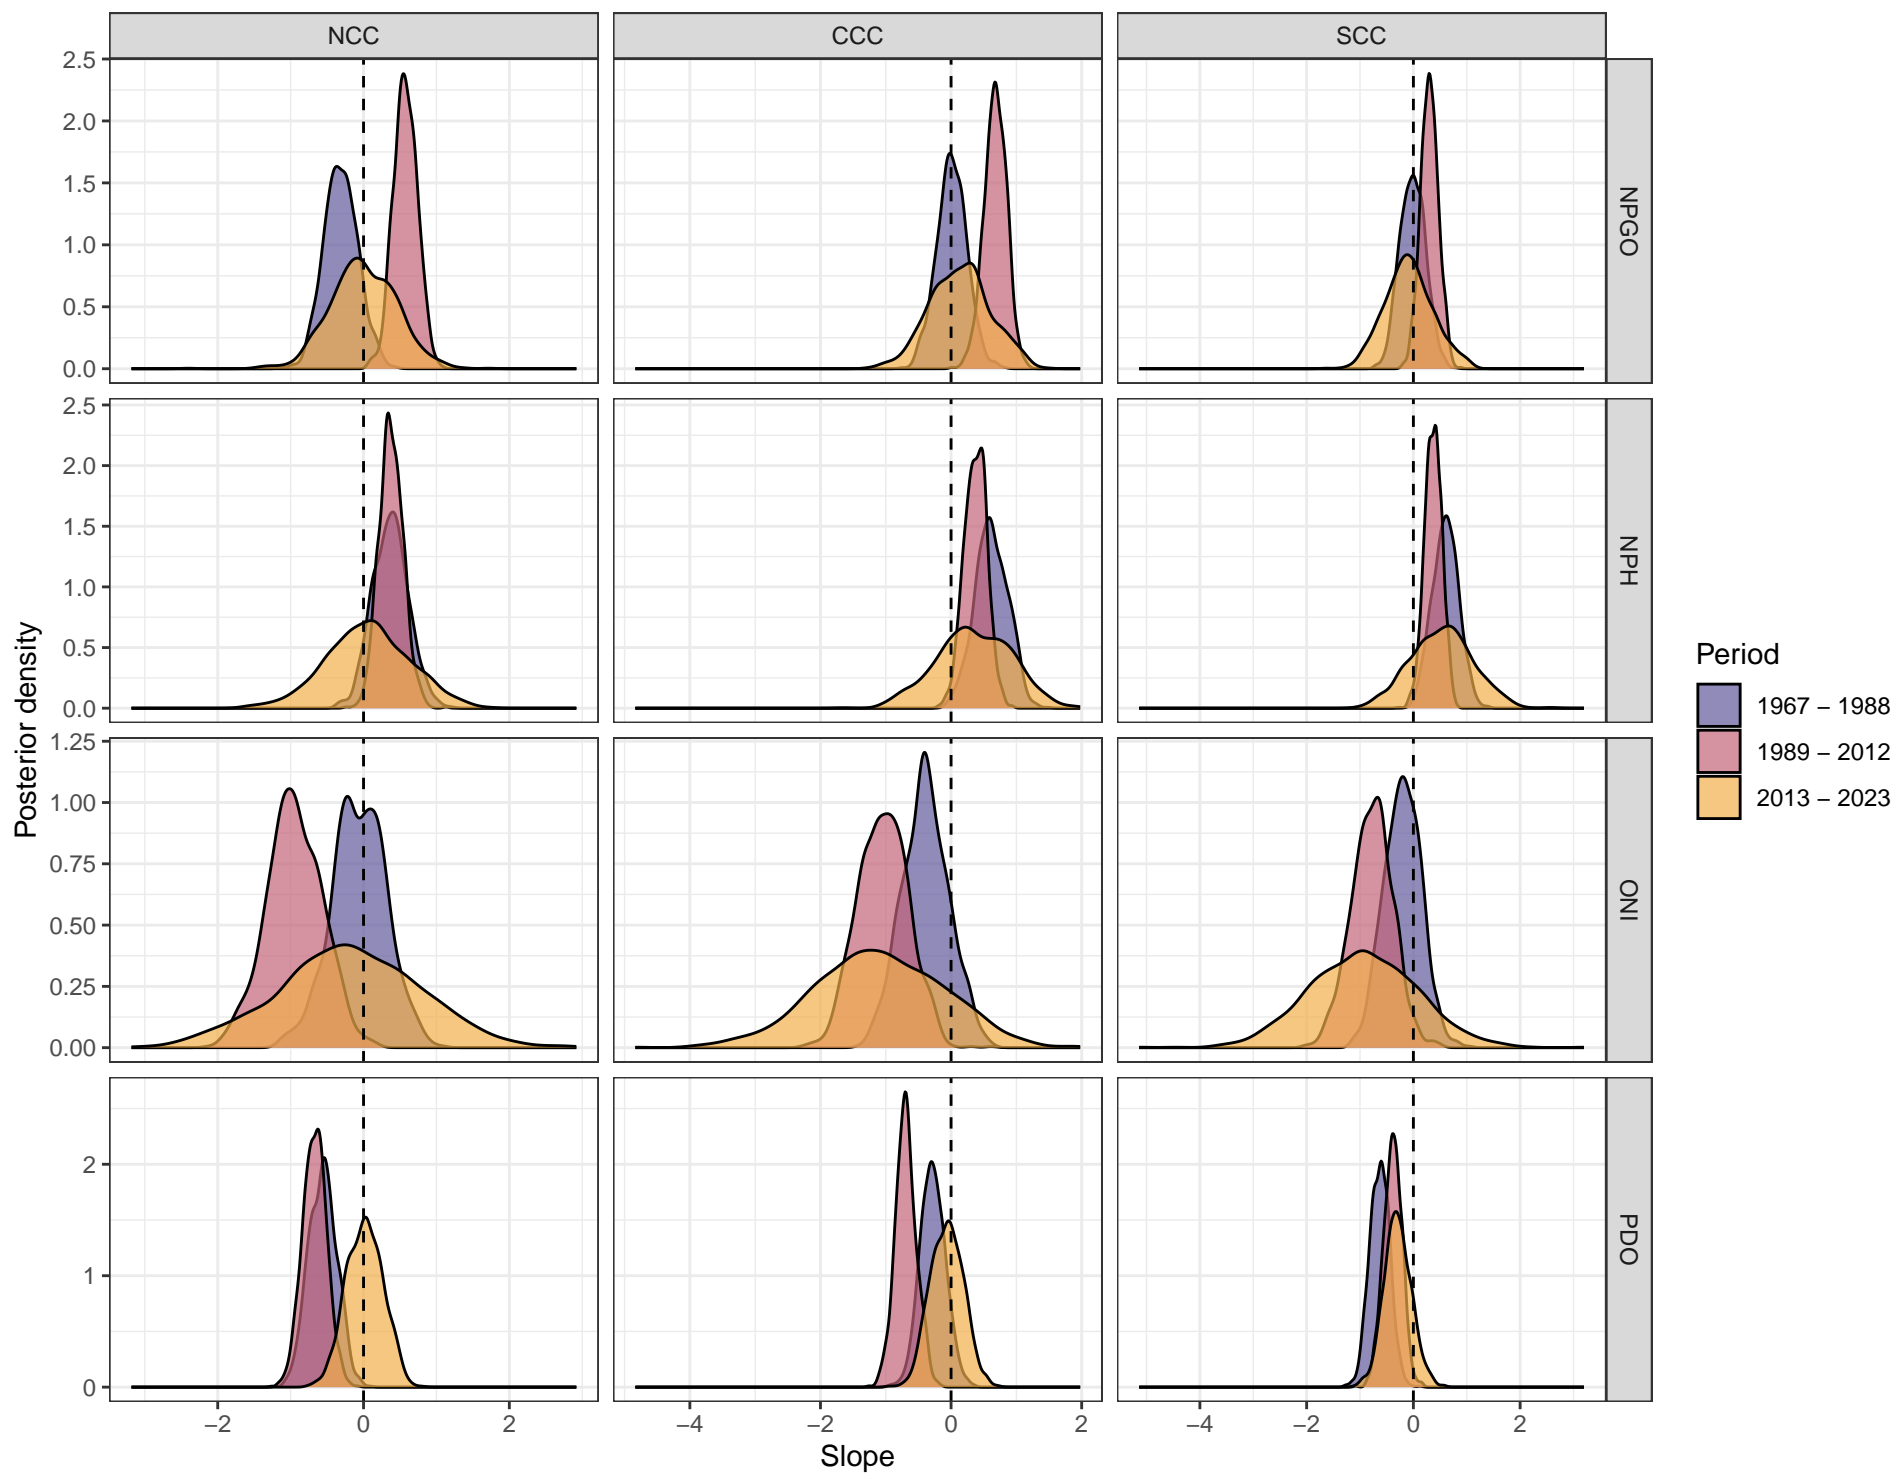 NCC
CCC
SCC
2.5
2.0
1.5
1.0
0.5
0.0
NPGO
2.5
2.0
1.5
1.0
0.5
0.0
NPH
1.25
1.00
0.75
0.50
0.25
0.00
ONI
2
1
0
PDO
−2 0 2
−4 −2 0 2
−4 −2 0 2
Slope
Posterior density
Period
1967 − 1988
1989 − 2012
2013 − 2023